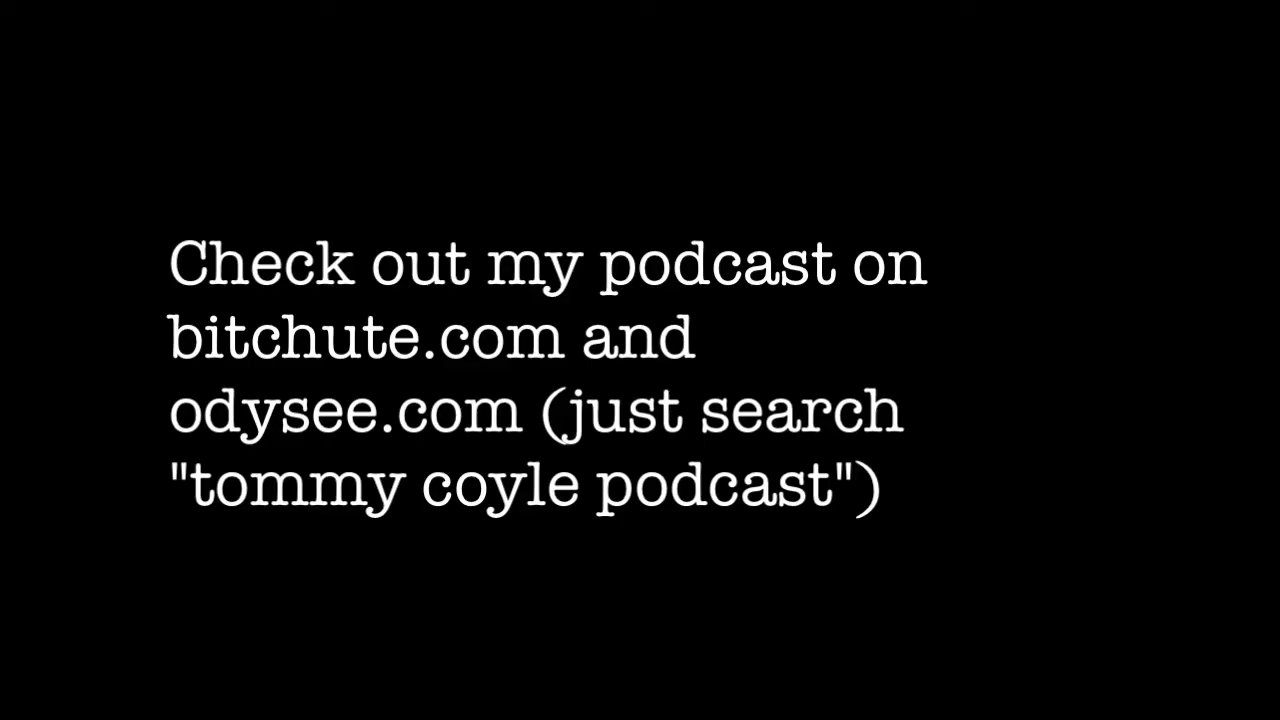 Check out my podcast on
bitchute.com and
odysee.com (just search
"tommy coyle podcast")